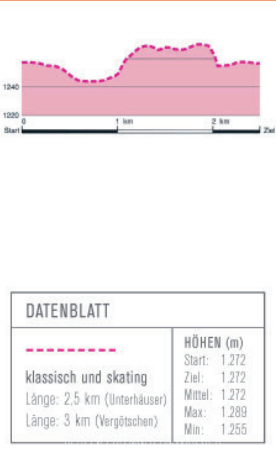 1240
1220
0 1 km 2 km
Start Ziel
DATENBLATT
klassisch und skating
Länge: 2,5 km (Unterhäuser)
Länge: 3 km (Vergötschen)
HÖHEN (m)
Start: 1.272
Ziel: 1.272
Mittel: 1.272
Max: 1.289
Min: 1.255